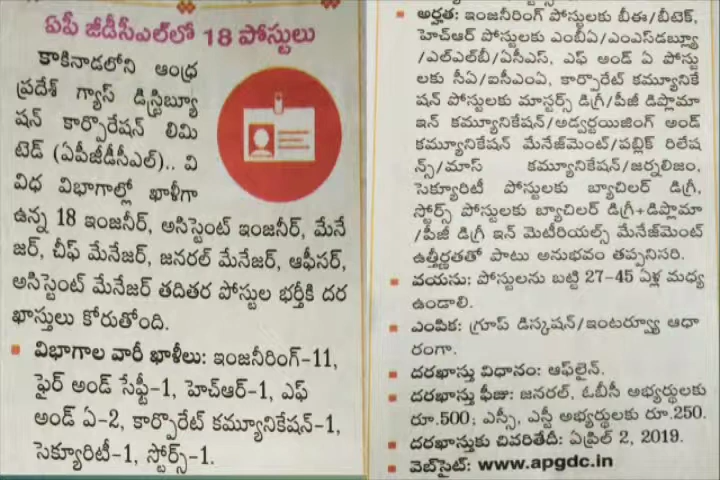 ఏపీ జీడీసీఎల్‌లో 18 పోస్టులు
కాకినాడలోని ఆంధ్ర
ప్రదేశ్ గ్యాస్ డిస్ట్రిబ్యూ
షన్ కార్పొరేషన్ లిమి
టెడ్ (ఏపీజీడీసీఎల్).. వి
విధ విభాగాల్లో ఖాళీగా
ఉన్న 18 ఇంజనీర్, అసిస్టెంట్ ఇంజనీర్, మేనే
జర్, చీఫ్ మేనేజర్, జనరల్ మేనేజర్, ఆఫీసర్,
అసిస్టెంట్ మేనేజర్ తదితర పోస్టుల భర్తీకి దర
ఖాస్తులు కోరుతోంది.
విభాగాల వారీ ఖాళీలు: ఇంజనీరింగ్-11,
ఫైర్ అండ్ సేఫ్టీ-1, హెచ్ఆర్-1, ఎఫ్
అండ్ ఏ-2, కార్పొరేట్ కమ్యూనికేషన్-1,
సెక్యూరిటీ-1, స్టోర్స్-1.
అర్హత: ఇంజనీరింగ్ పోస్టులకు బీఈ/బీటెక్,
హెచ్ఆర్ పోస్టులకు ఎంబీఏ/ఎంఎస్‌డబ్ల్యూ
/ఎల్ఎల్‌బీ/ఏసీఎస్, ఎఫ్ అండ్ ఏ పోస్టు
లకు సీఏ/ఐసీఎంఏ, కార్పొరేట్ కమ్యూనికే
షన్ పోస్టులకు మాస్టర్స్ డిగ్రీ/పీజీ డిప్లామా
ఇన్ కమ్యూనికేషన్/అడ్వర్టయిజింగ్ అండ్
కమ్యూనికేషన్ మేనేజ్‌మెంట్/పబ్లిక్ రిలేష
న్స్/మాస్ కమ్యూనికేషన్/జర్నలిజం,
సెక్యూరిటీ పోస్టులకు బ్యాచిలర్ డిగ్రీ,
స్టోర్స్ పోస్టులకు బ్యాచిలర్ డిగ్రీ+డిప్లామా
/పీజీ డిగ్రీ ఇన్ మెటీరియల్స్ మేనేజ్‌మెంట్
ఉత్తీర్ణతతో పాటు అనుభవం తప్పనిసరి.
వయసు: పోస్టులను బట్టి 27-45 ఏళ్ల మధ్య
ఉండాలి.
ఎంపిక: గ్రూప్ డిస్కషన్/ఇంటర్వ్యూ ఆధా
రంగా.
దరఖాస్తు విధానం: ఆఫ్‌లైన్.
దరఖాస్తు ఫీజు: జనరల్, ఓబీసీ అభ్యర్థులకు
రూ.500; ఎస్సీ, ఎస్టీ అభ్యర్థులకు రూ.250.
దరఖాస్తుకు చివరితేది: ఏప్రిల్ 2, 2019.
వెబ్‌సైట్: www.apgdc.in